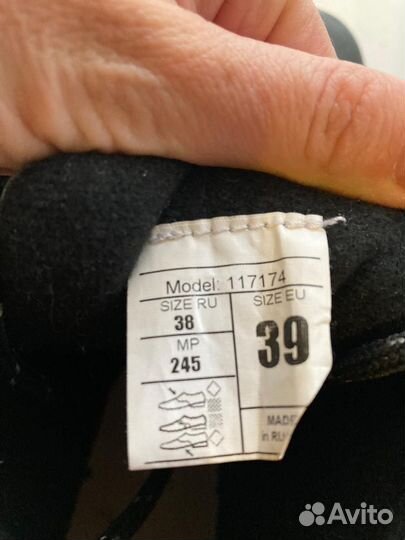 Model: 117174
SIZE RU
38
MP
245
SIZE EU
39
MADE
in RU
Avito